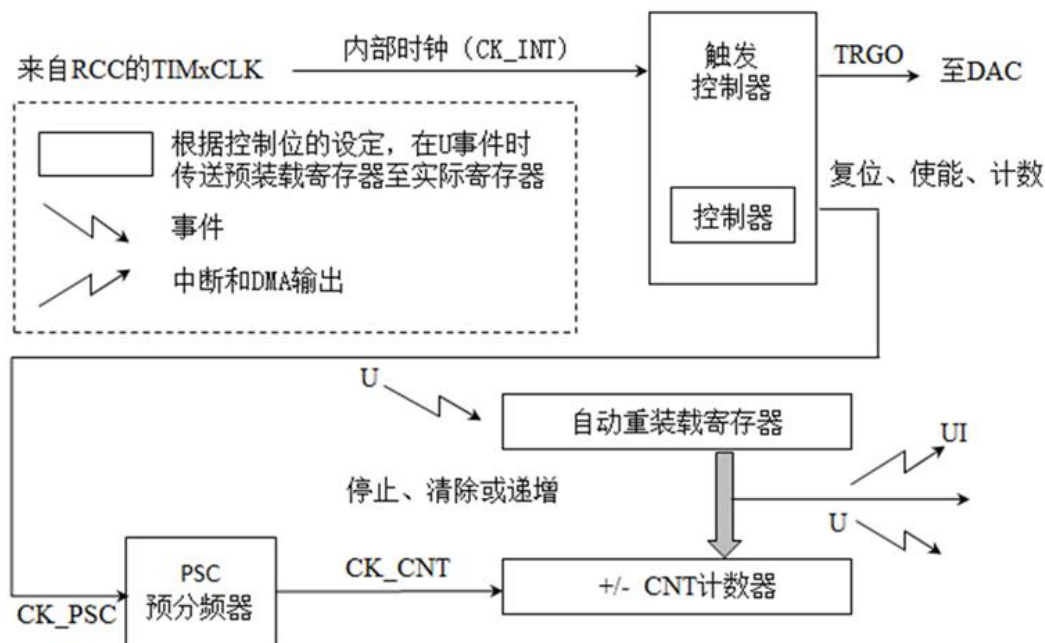 来自RCC的TIMxCLK
内部时钟（CK_INT）
触发
控制器
TRGO
至DAC
根据控制位的设定，在U事件时
传送预装载寄存器至实际寄存器
事件
中断和DMA输出
控制器
复位、使能、计数
U
自动重装载寄存器
UI
停止、清除或递增
U
CK_PSC
PSC
预分频器
CK_CNT
+/- CNT计数器